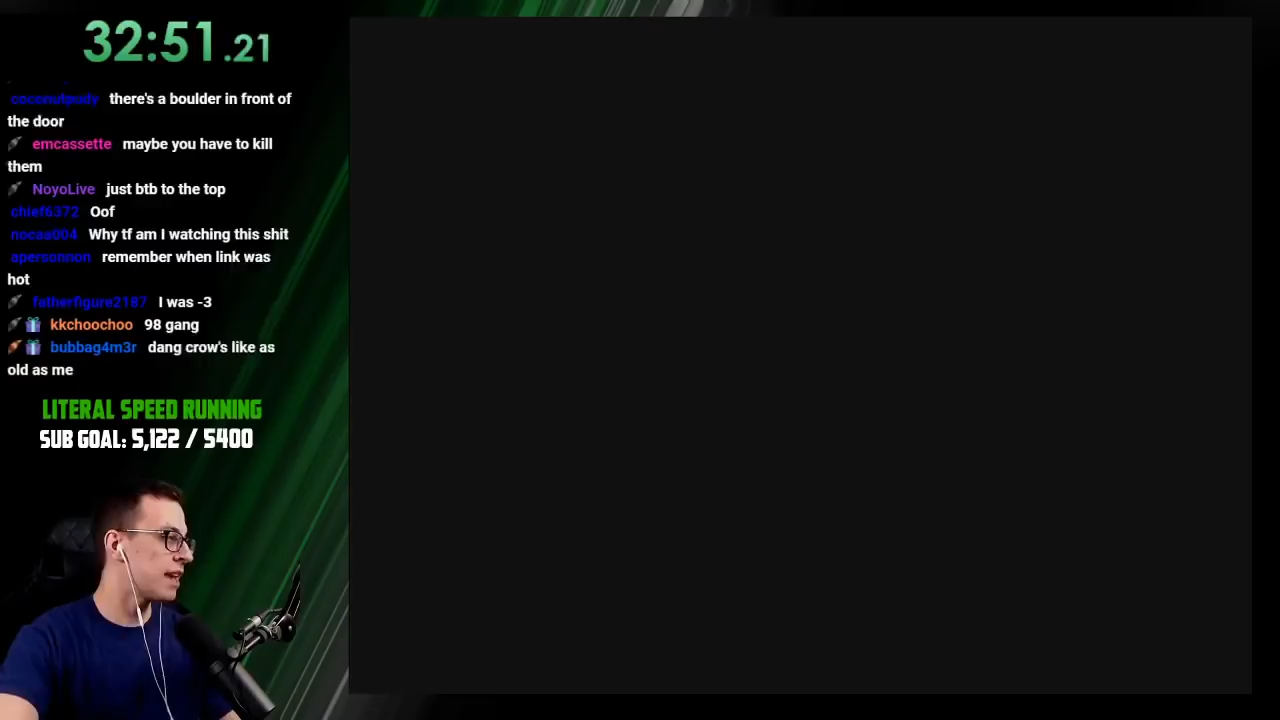 32:51.21
coconutpudy there's a boulder in front of
the door
emcassette maybe you have to kill
them
NoyoLive just btb to the top
chief6372 Oof
nocaa004 Why tf am I watching this shit
apersonnon remember when link was
hot
fatherfigure2187 I was -3
kkchoochoo 98 gang
bubbag4m3r dang crow's like as
old as me
LITERAL SPEED RUNNING
SUB GOAL: 5,122 / 5400